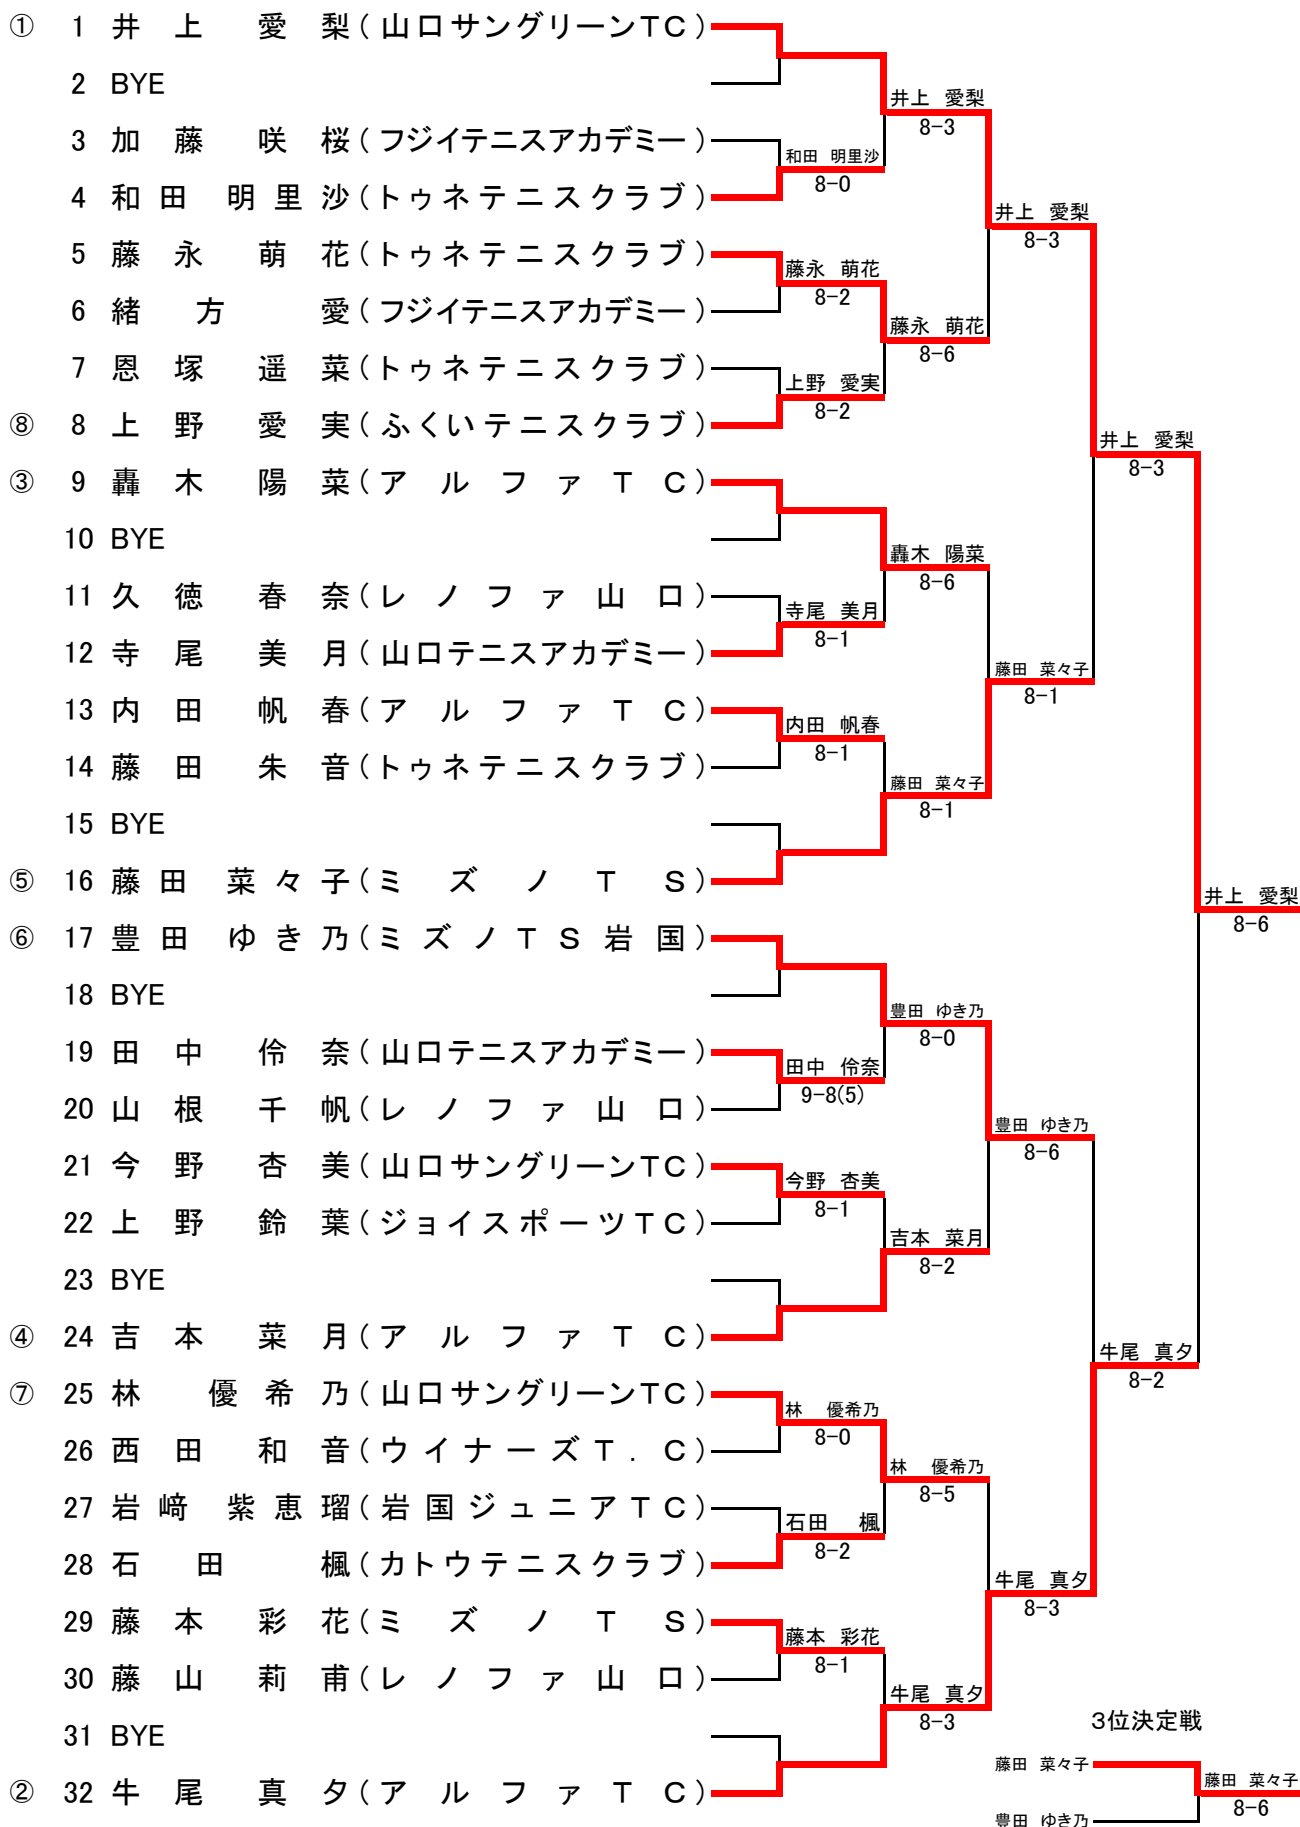 ① 1 井上 愛梨(山口サングリーンTC)
2 BYE
井上 愛梨
8-3
3 加藤 咲桜(フジイテニスアカデミー)
和田 明里沙
8-0
4 和田 明里沙(トゥネテニスクラブ)
井上 愛梨
8-3
5 藤永 萌花(トゥネテニスクラブ)
藤永 萌花
8-2
6 緒方 愛(フジイテニスアカデミー)
藤永 萌花
8-6
7 恩塚 遥菜(トゥネテニスクラブ)
上野 愛実
8-2
⑧ 8 上野 愛実(ふくいテニスクラブ)
井上 愛梨
8-3
③ 9 轟木 陽菜(アルファTC)
10 BYE
轟木 陽菜
8-6
11 久徳 春奈(レノファ山口)
寺尾 美月
8-1
12 寺尾 美月(山口テニスアカデミー)
藤田 菜々子
8-1
13 内田 帆春(アルファTC)
内田 帆春
8-1
14 藤田 朱音(トゥネテニスクラブ)
藤田 菜々子
8-1
15 BYE
⑤ 16 藤田 菜々子(ミズノTS)
井上 愛梨
8-6
⑥ 17 豊田 ゆき乃(ミズノTS岩国)
18 BYE
豊田 ゆき乃
8-0
19 田中 伶奈(山口テニスアカデミー)
田中 伶奈
9-8(5)
20 山根 千帆(レノファ山口)
豊田 ゆき乃
8-6
21 今野 杏美(山口サングリーンTC)
今野 杏美
8-1
22 上野 鈴葉(ジョイスポーツTC)
吉本 菜月
8-2
23 BYE
④ 24 吉本 菜月(アルファTC)
牛尾 真夕
8-2
⑦ 25 林 優希乃(山口サングリーンTC)
林 優希乃
8-0
26 西田 和音(ウイナーズT.C)
林 優希乃
8-5
27 岩﨑 紫恵瑠(岩国ジュニアTC)
石田 楓
8-2
28 石田 楓(カトウテニスクラブ)
牛尾 真夕
8-3
29 藤本 彩花(ミズノTS)
藤本 彩花
8-1
30 藤山 莉甫(レノファ山口)
牛尾 真夕
8-3
31 BYE
② 32 牛尾 真夕(アルファTC)
3位決定戦
藤田 菜々子
藤田 菜々子
8-6
豊田 ゆき乃